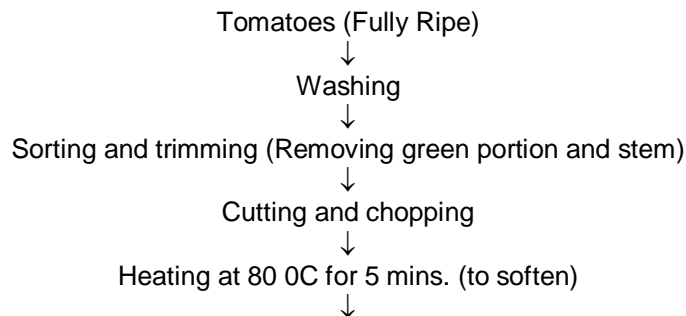 Tomatoes (Fully Ripe)
↓
Washing
↓
Sorting and trimming (Removing green portion and stem)
↓
Cutting and chopping
↓
Heating at 80 0C for 5 mins. (to soften)
↓